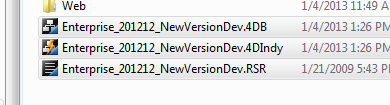 Web 1/4/2013 11:49 A
Enterprise_201212_NewVersionDev.4DB 1/4/2013 1:26 PM
Enterprise_201212_NewVersionDev.4DIndy 1/4/2013 1:26 PM
Enterprise_201212_NewVersionDev.RSR 1/21/2009 5:43 P